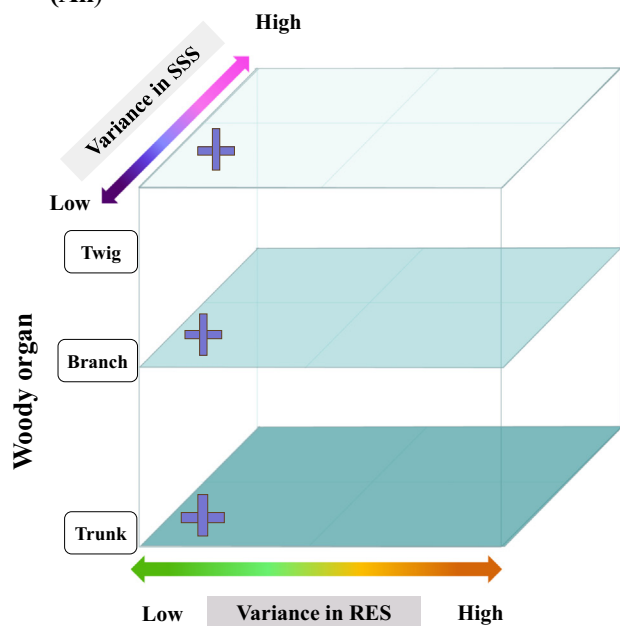 High
Variance in SSS
Low
Twig
Branch
Woody organ
Trunk
Low
Variance in RES
High